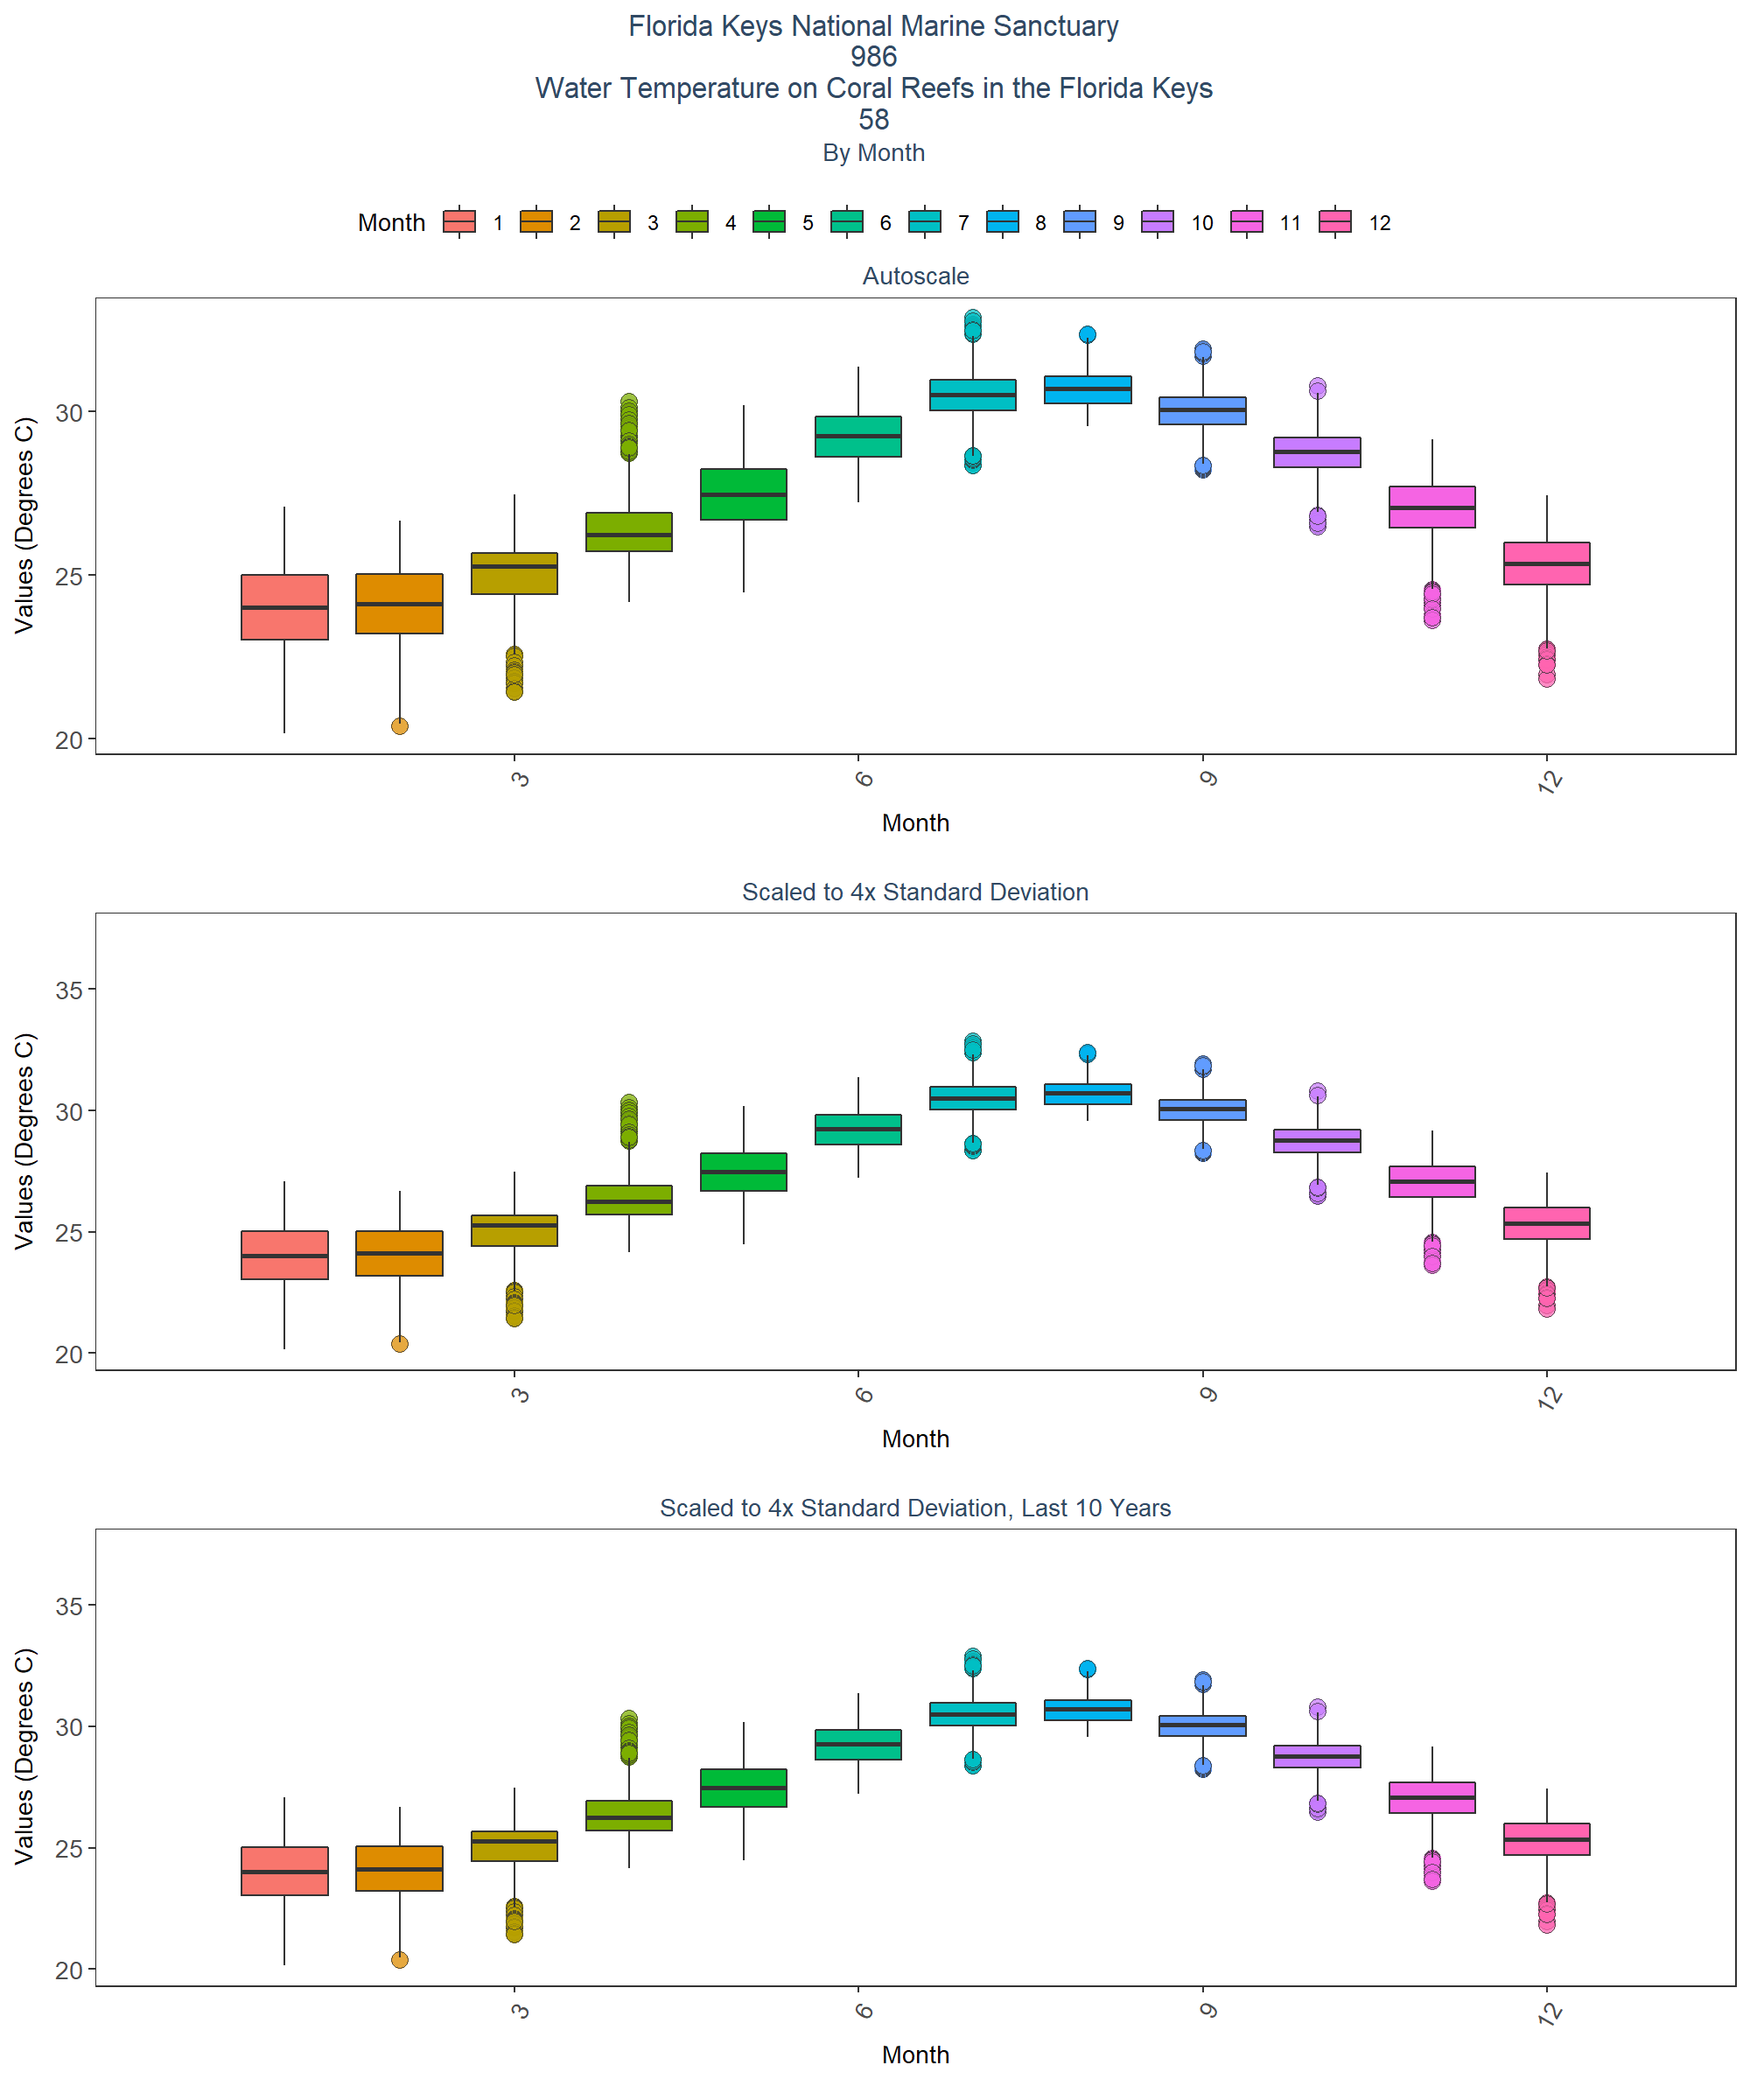 Florida Keys National Marine Sanctuary
986
Water Temperature on Coral Reefs in the Florida Keys
58
By Month
Month 1 2 3 4 5 6 7 8 9 10 11 12
Autoscale
Values (Degrees C)
30
25
20
3 6 9 12
Month
Scaled to 4x Standard Deviation
Values (Degrees C)
35
30
25
20
3 6 9 12
Month
Scaled to 4x Standard Deviation, Last 10 Years
Values (Degrees C)
35
30
25
20
3 6 9 12
Month